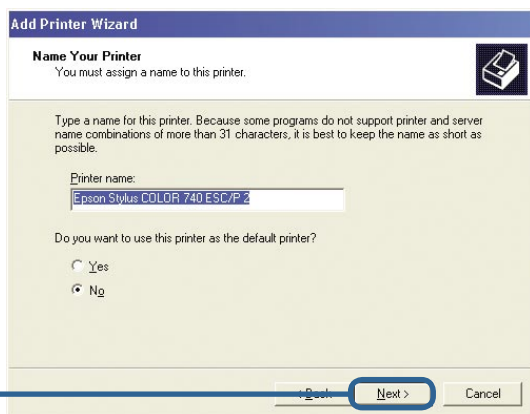 Add Printer Wizard
Name Your Printer
You must assign a name to this printer.
Type a name for this printer. Because some programs do not support printer and server
name combinations of more than 31 characters, it is best to keep the name as short as
possible.
Printer name:
Epson Stylus COLOR 740 ESC/P 2
Do you want to use this printer as the default printer?
Yes
No
< Back
Next >
Cancel